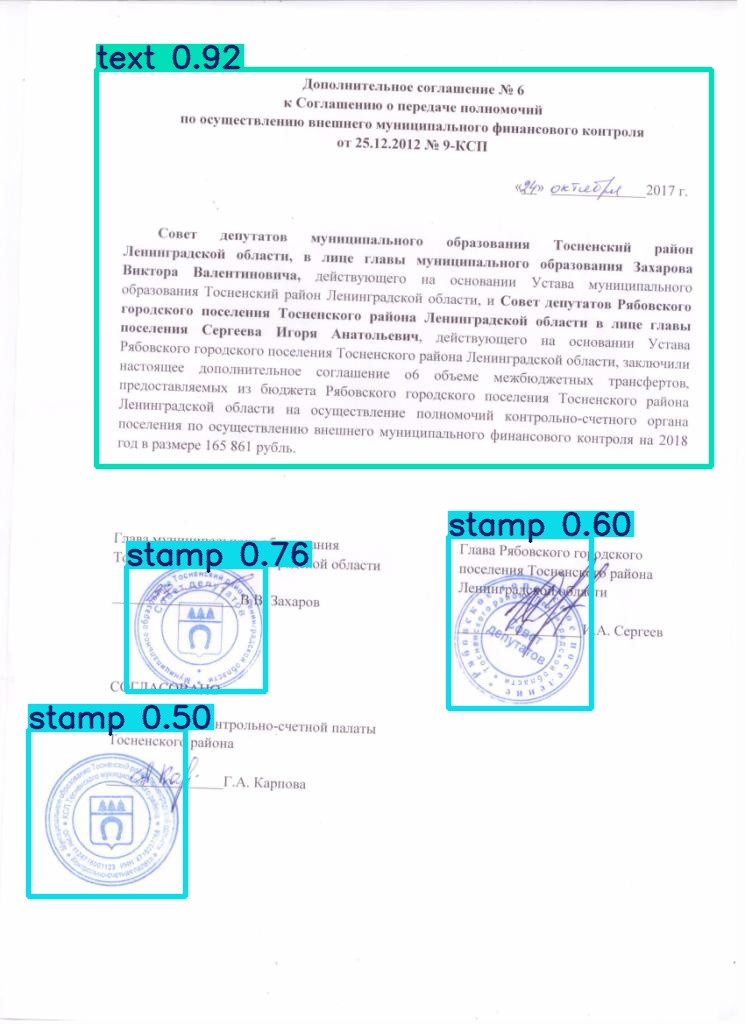 text 0.92
Дополнительное соглашение № 6
к Соглашению о передаче полномочий
по осуществлению внешнего муниципального финансового контроля
от 25.12.2012 № 9-КСП
«24» октября 2017 г.
Совет депутатов муниципального образования Тосненский район
Ленинградской области, в лице главы муниципального образования Захарова
Виктора Валентиновича, действующего на основании Устава муниципального
образования Тосненский район Ленинградской области, и Совет депутатов Рябовского
городского поселения Тосненского района Ленинградской области в лице главы
поселения Сергеева Игоря Анатольевич, действующего на основании Устава
Рябовского городского поселения Тосненского района Ленинградской области, заключили
настоящее дополнительное соглашение об объеме межбюджетных трансфертов,
предоставляемых из бюджета Рябовского городского поселения Тосненского района
Ленинградской области на осуществление полномочий контрольно-счетного органа
поселения по осуществлению внешнего муниципального финансового контроля на 2018
год в размере 165 861 рубль.
stamp 0.60
Глава Рябовского городского
поселения Тосненского района
Ленинградской области
И.А. Сергеев
Совет
депутатов
Глава
stamp 0.76
области
В.В. Захаров
Совет депутатов
СОГЛАСОВАНО
stamp 0.50
контрольно-счетной палаты
Тосненского района
Г.А. Карпова